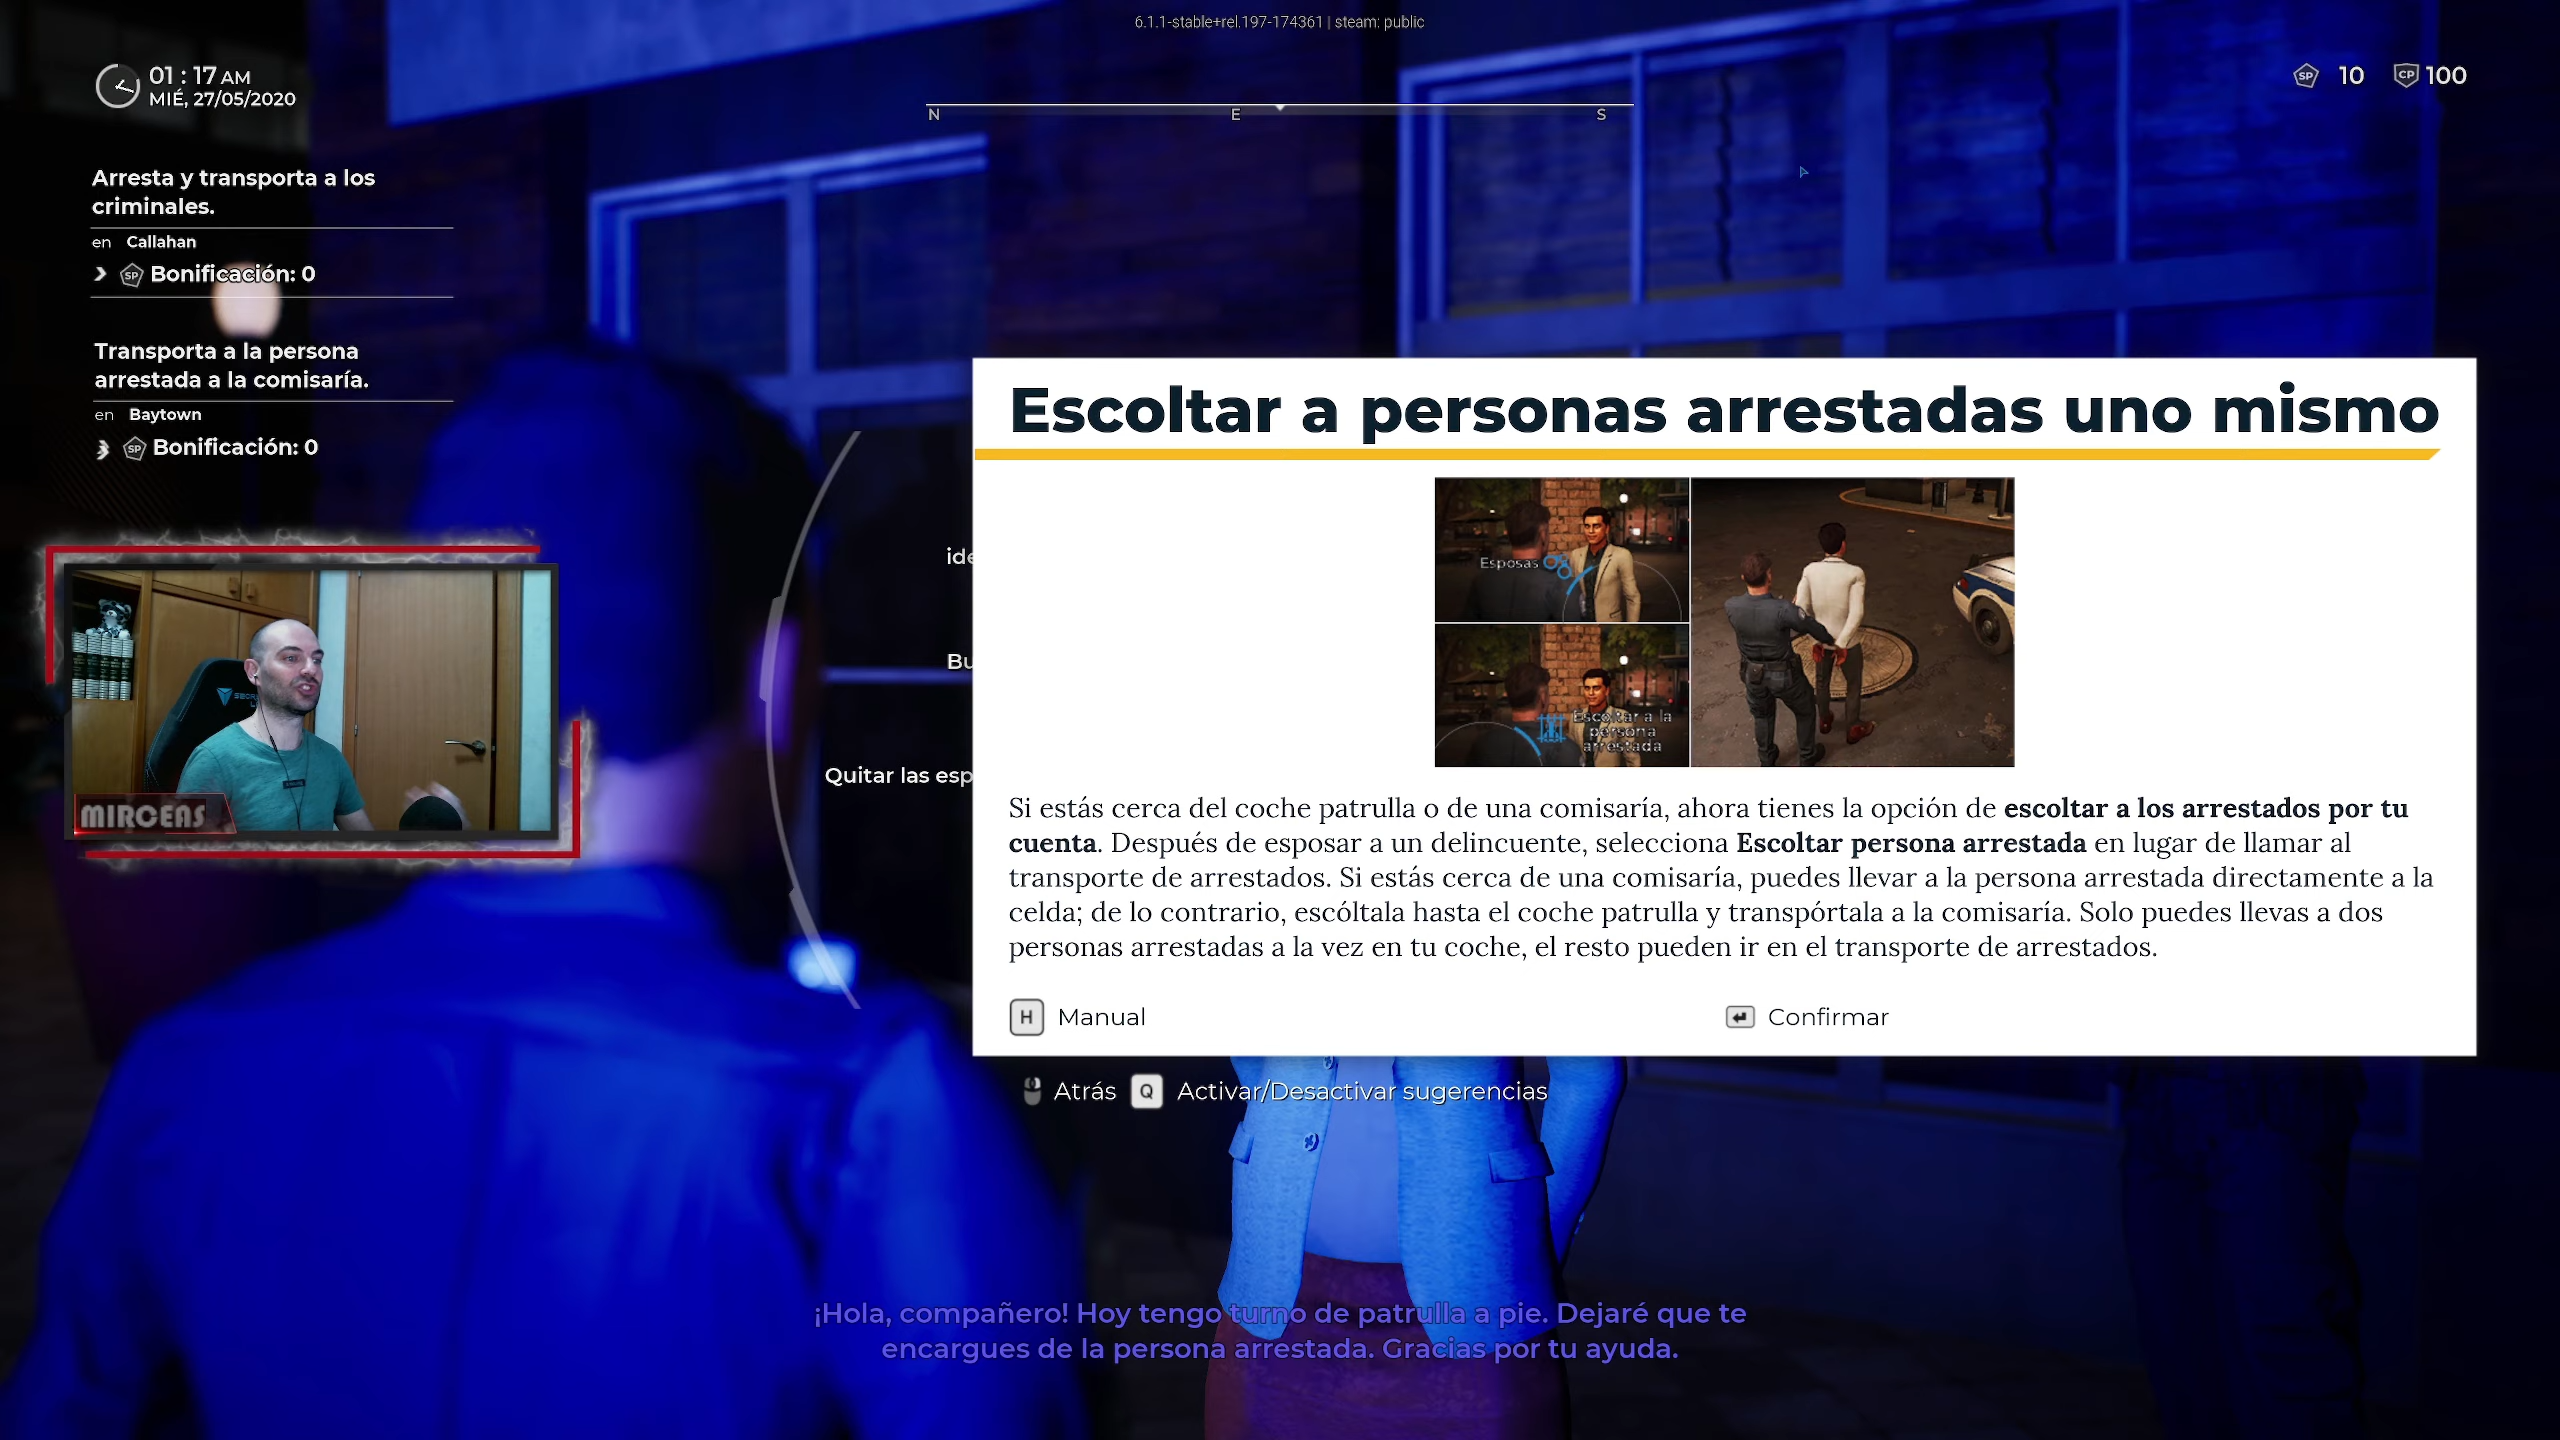 6.1.1-stable+rel.197-174361 | steam: public
01 : 17 AM
MIÉ, 27/05/2020
SP 10 CP 100
N E S
Arresta y transporta a los
criminales.
en Callahan
SP Bonificación: 0
Transporta a la persona
arrestada a la comisaría.
en Baytown
SP Bonificación: 0
MIRCEAS
ide
Bu
Quitar las esp
Escoltar a personas arrestadas uno mismo
Esposas
Escoltar a la
persona
arrestada
Si estás cerca del coche patrulla o de una comisaría, ahora tienes la opción de escoltar a los arrestados por tu
cuenta. Después de esposar a un delincuente, selecciona Escoltar persona arrestada en lugar de llamar al
transporte de arrestados. Si estás cerca de una comisaría, puedes llevar a la persona arrestada directamente a la
celda; de lo contrario, escóltala hasta el coche patrulla y transpórtala a la comisaría. Solo puedes llevas a dos
personas arrestadas a la vez en tu coche, el resto pueden ir en el transporte de arrestados.
H Manual
Confirmar
Atrás Q Activar/Desactivar sugerencias
¡Hola, compañero! Hoy tengo turno de patrulla a pie. Dejaré que te
encargues de la persona arrestada. Gracias por tu ayuda.